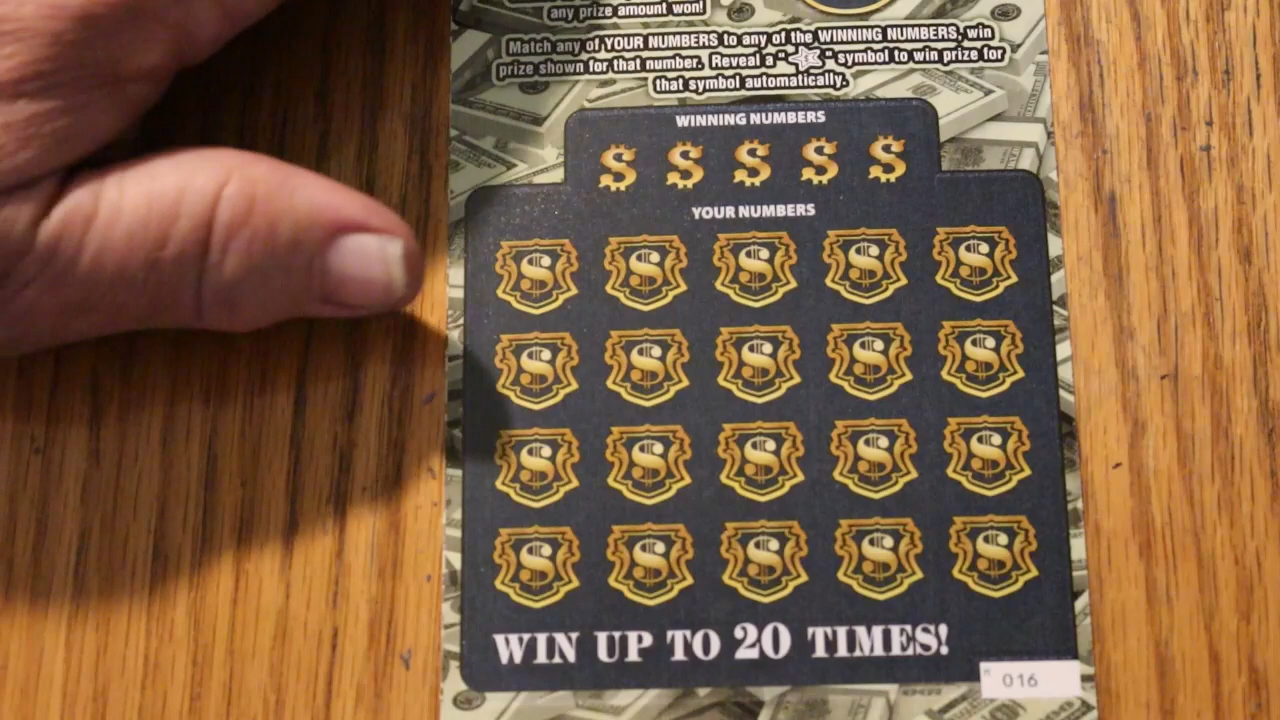 any prize amount won!
Match any of YOUR NUMBERS to any of the WINNING NUMBERS, win
prize shown for that number. Reveal a " " symbol to win prize for
that symbol automatically.
WINNING NUMBERS
$ $ $ $ $
YOUR NUMBERS
$ $ $ $ $
$ $ $ $ $
$ $ $ $ $
$ $ $ $ $
WIN UP TO 20 TIMES!
016